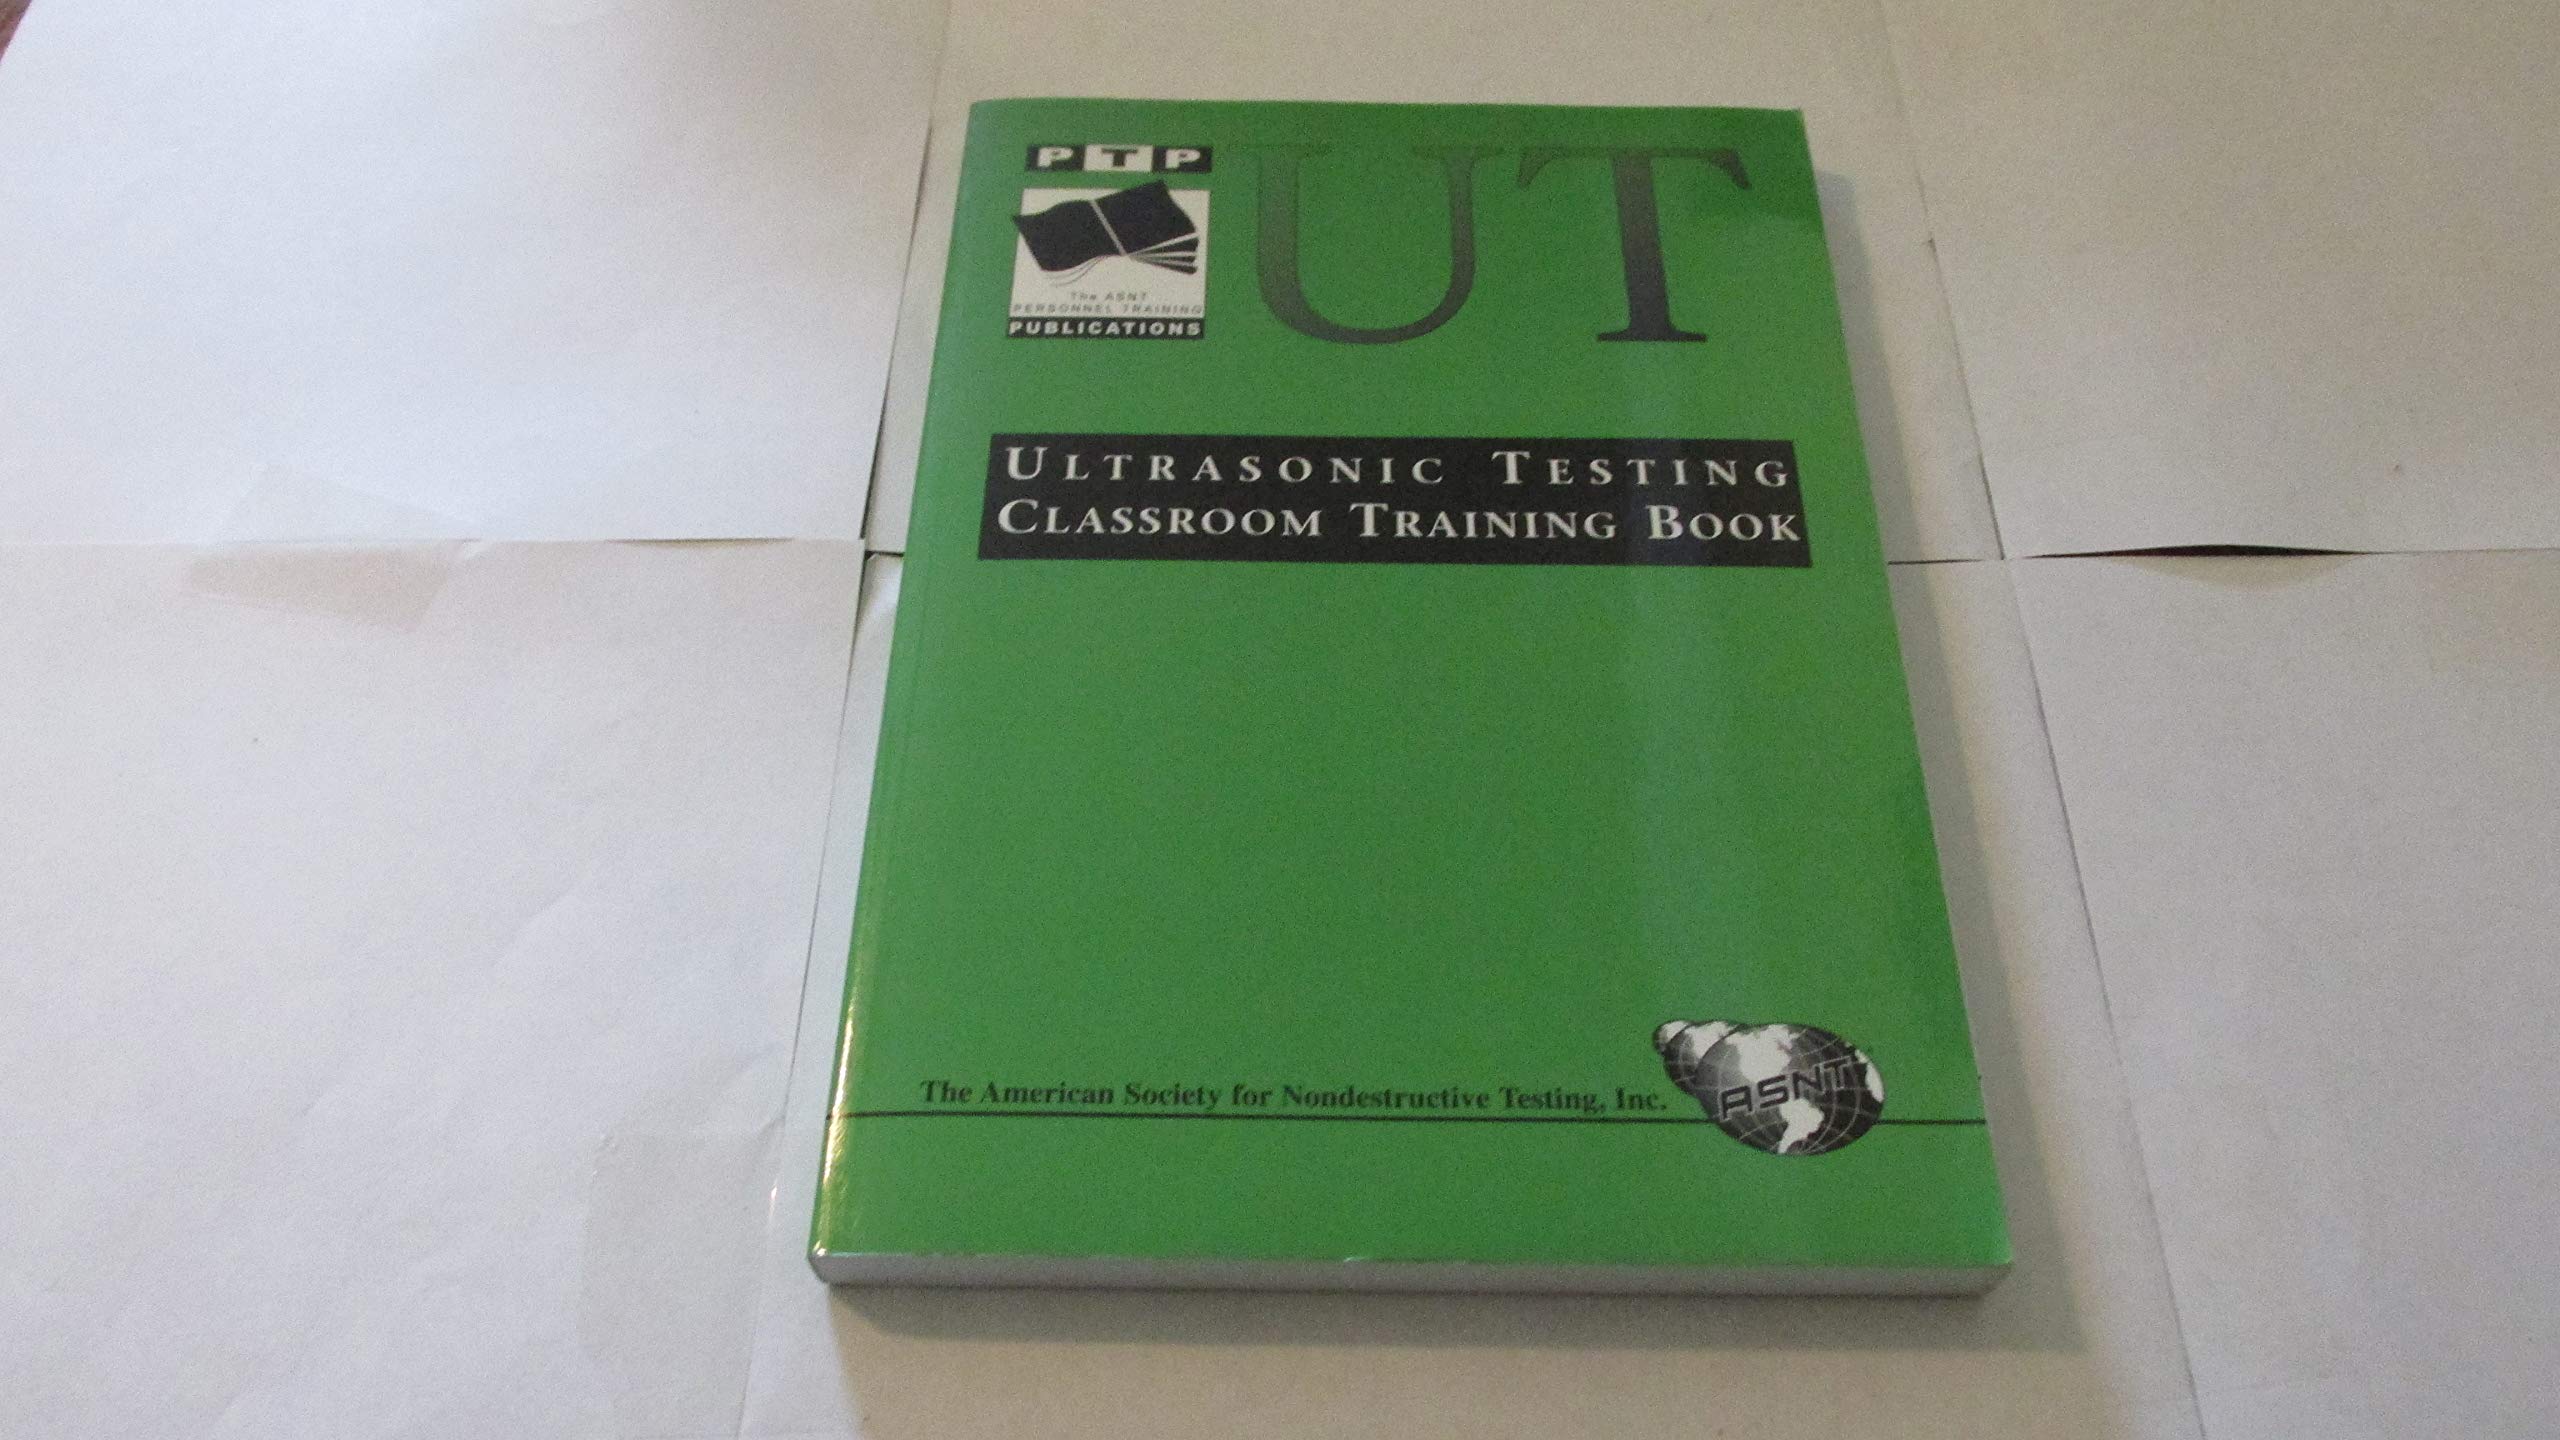 PTP
UT
The ASNT
PERSONNEL TRAINING
PUBLICATIONS
ULTRASONIC TESTING
CLASSROOM TRAINING BOOK
The American Society for Nondestructive Testing, Inc.
ASNT